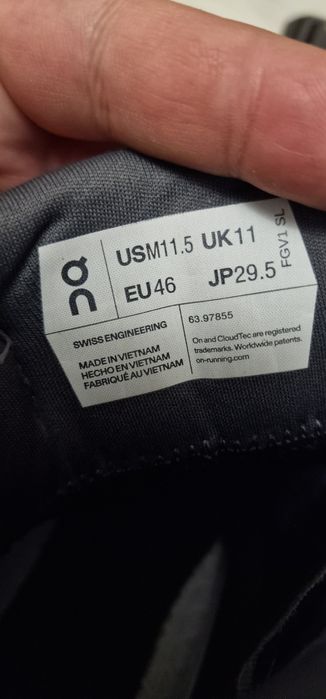 on
USM11.5 UK11
EU46 JP29.5
FGV1 SL
SWISS ENGINEERING
MADE IN VIETNAM
HECHO EN VIETNAM
FABRIQUÉ AU VIETNAM
63.97855
On and CloudTec are registered
trademarks. Worldwide patents.
on-running.com